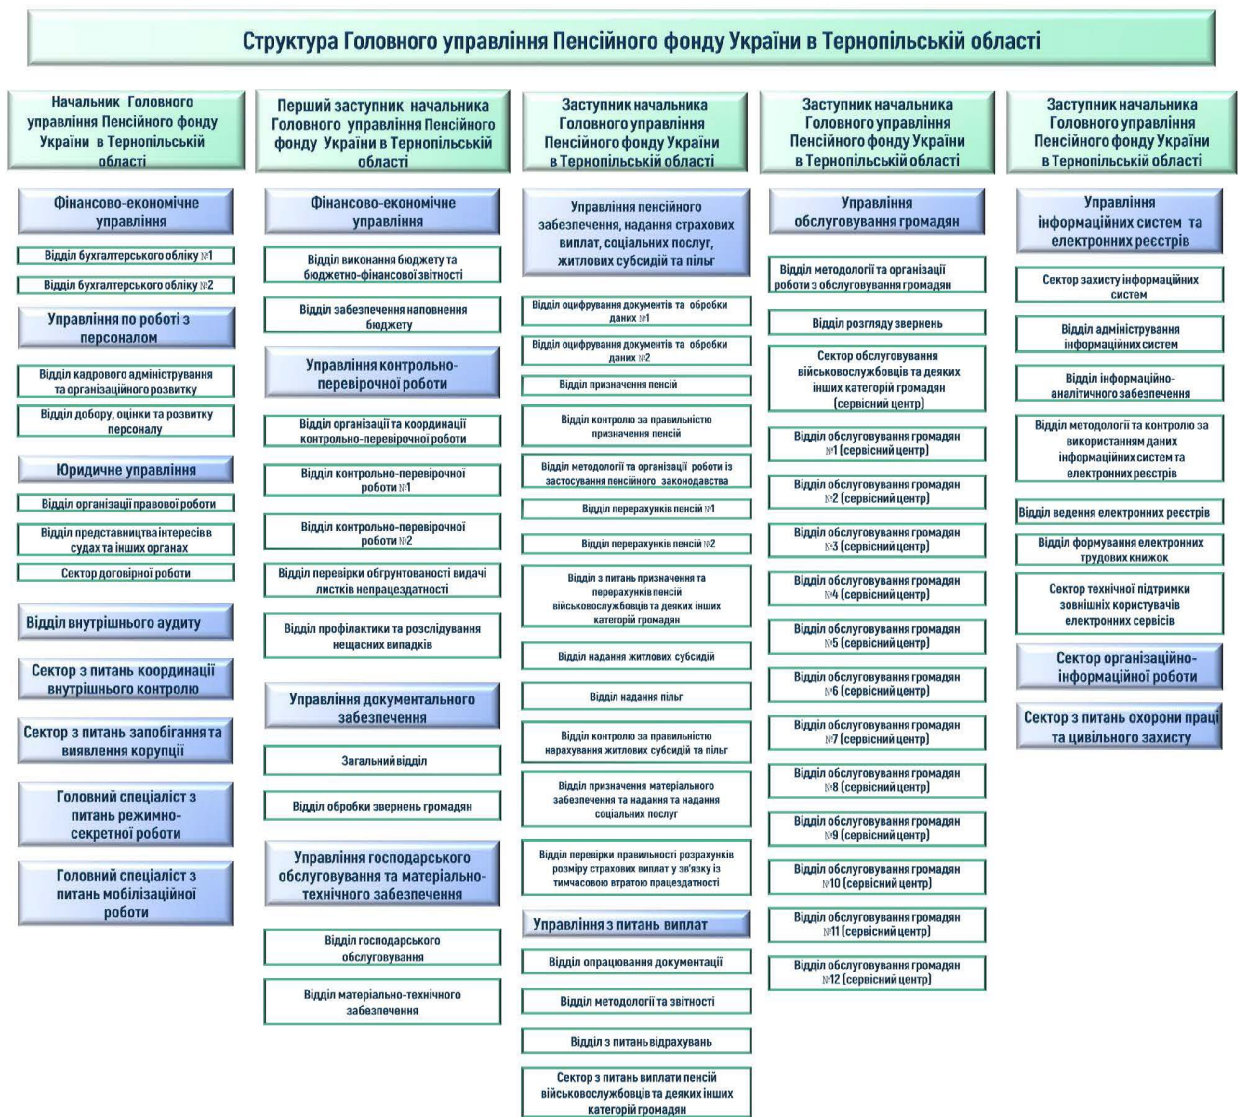 Структура Головного управління Пенсійного фонду України в Тернопільській області
Начальник Головного
управління Пенсійного фонду
України в Тернопільській
області
Фінансово-економічне
управління
Відділ бухгалтерського обліку №1
Відділ бухгалтерського обліку №2
Управління по роботі з
персоналом
Відділ кадрового адміністрування
та організаційного розвитку
Відділ добору, оцінки та розвитку
персоналу
Юридичне управління
Відділ організації правової роботи
Відділ представництва інтересів в
судах та інших органах
Сектор договірної роботи
Відділ внутрішнього аудиту
Сектор з питань координації
внутрішнього контролю
Сектор з питань запобігання та
виявлення корупції
Головний спеціаліст з
питань режимно-
секретної роботи
Головний спеціаліст з
питань мобілізаційної
роботи
Перший заступник начальника
Головного управління Пенсійного
фонду України в Тернопільській
області
Фінансово-економічне
управління
Відділ виконання бюджету та
бюджетно-фінансової звітності
Відділ забезпечення наповнення
бюджету
Управління контрольно-
перевірочної роботи
Відділ організації та координації
контрольно-перевірочної роботи
Відділ контрольно-перевірочної
роботи №1
Відділ контрольно-перевірочної
роботи №2
Відділ перевірки обгрунтованості видачі
листків непрацездатності
Відділ профілактики та розслідування
нещасних випадків
Управління документального
забезпечення
Загальний відділ
Відділ обробки звернень громадян
Управління господарського
обслуговування та матеріально-
технічного забезпечення
Відділ господарського
обслуговування
Відділ матеріально-технічного
забезпечення
Заступник начальника
Головного управління
Пенсійного фонду України
в Тернопільській області
Управління пенсійного
забезпечення, надання страхових
виплат, соціальних послуг,
житлових субсидій та пільг
Відділ оцифрування документів та обробки
даних №1
Відділ оцифрування документів та обробки
даних №2
Відділ призначення пенсій
Відділ контролю за правильністю
призначення пенсій
Відділ методології та організації роботи із
застосування пенсійного законодавства
Відділ перерахунків пенсій №1
Відділ перерахунків пенсій №2
Відділ з питань призначення та
перерахунків пенсій
військовослужбовців та деяких інших
категорій громадян
Відділ надання житлових субсидій
Відділ надання пільг
Відділ контролю за правильністю
нарахування житлових субсидій та пільг
Відділ призначення матеріального
забезпечення та надання та надання
соціальних послуг
Відділ перевірки правильності розрахунків
розміру страхових виплат у зв'язку із
тимчасовою втратою працездатності
Управління з питань виплат
Відділ опрацювання документації
Відділ методології та звітності
Відділ з питань відрахувань
Сектор з питань виплати пенсій
військовослужбовців та деяких інших
категорій громадян
Заступник начальника
Головного управління
Пенсійного фонду України
в Тернопільській області
Управління
обслуговування громадян
Відділ методології та організації
роботи з обслуговування громадян
Відділ розгляду звернень
Сектор обслуговування
військовослужбовців та деяких
інших категорій громадян
(сервісний центр)
Відділ обслуговування громадян
№1 (сервісний центр)
Відділ обслуговування громадян
№2 (сервісний центр)
Відділ обслуговування громадян
№3 (сервісний центр)
Відділ обслуговування громадян
№4 (сервісний центр)
Відділ обслуговування громадян
№5 (сервісний центр)
Відділ обслуговування громадян
№6 (сервісний центр)
Відділ обслуговування громадян
№7 (сервісний центр)
Відділ обслуговування громадян
№8 (сервісний центр)
Відділ обслуговування громадян
№9 (сервісний центр)
Відділ обслуговування громадян
№10 (сервісний центр)
Відділ обслуговування громадян
№11 (сервісний центр)
Відділ обслуговування громадян
№12 (сервісний центр)
Заступник начальника
Головного управління
Пенсійного фонду України
в Тернопільській області
Управління
інформаційних систем та
електронних реєстрів
Сектор захисту інформаційних
систем
Відділ адміністрування
інформаційних систем
Відділ інформаційно-
аналітичного забезпечення
Відділ методології та контролю за
використанням даних
інформаційних систем та
електронних реєстрів
Відділ ведення електронних реєстрів
Відділ формування електронних
трудових книжок
Сектор технічної підтримки
зовнішніх користувачів
електронних сервісів
Сектор організаційно-
інформаційної роботи
Сектор з питань охорони праці
та цивільного захисту